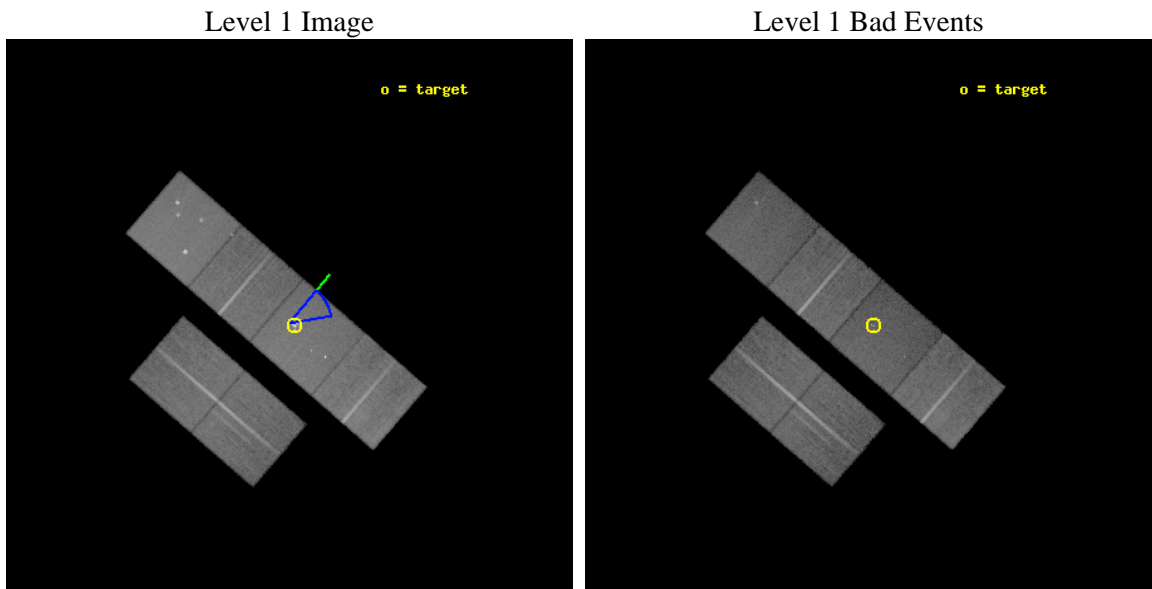 Level 1 Image
Level 1 Bad Events
o = target
o = target